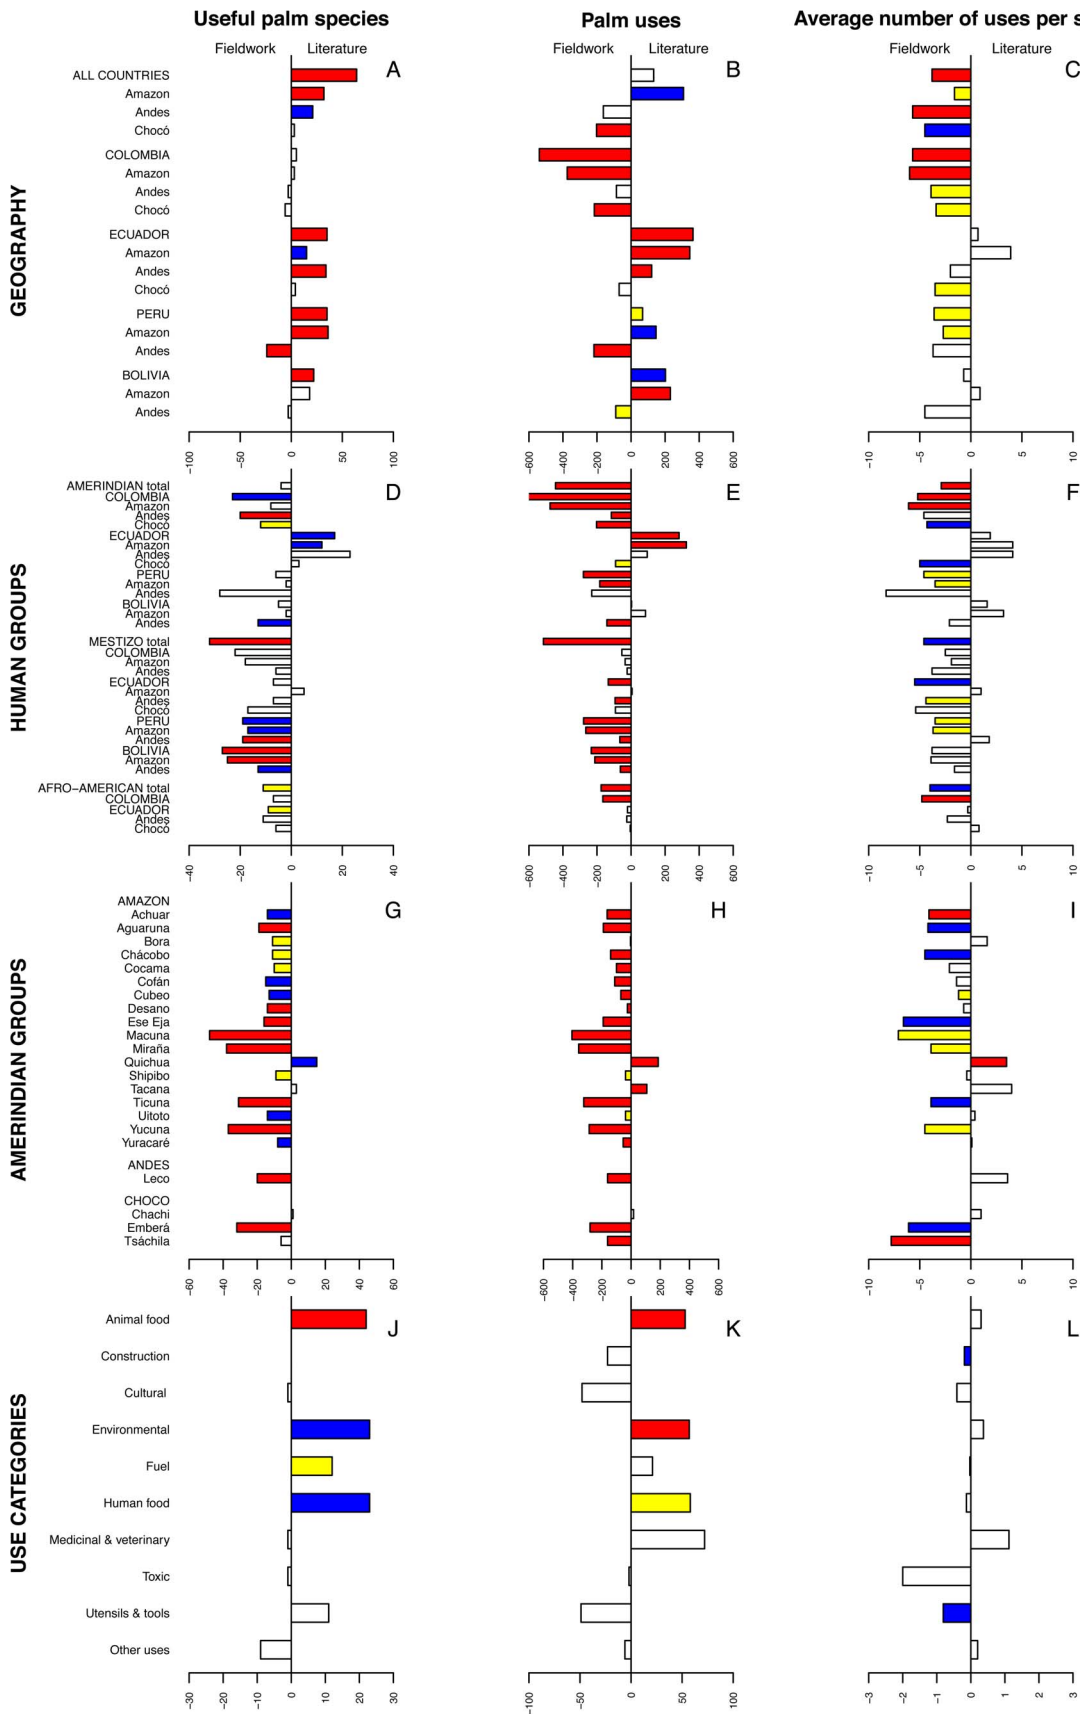 Useful palm species Palm uses Average number of uses per s
Fieldwork Literature Fieldwork Literature Fieldwork Literature
GEOGRAPHY
A B C
ALL COUNTRIES
Amazon
Andes
Chocó
COLOMBIA
Amazon
Andes
Chocó
ECUADOR
Amazon
Andes
Chocó
PERU
Amazon
Andes
BOLIVIA
Amazon
Andes
-100 -50 0 50 100 -600 -400 -200 0 200 400 600 -10 -5 0 5 10
HUMAN GROUPS
D E F
AMERINDIAN total
COLOMBIA
Amazon
Andes
Chocó
ECUADOR
Amazon
Andes
Chocó
PERU
Amazon
Andes
BOLIVIA
Amazon
Andes
MESTIZO total
COLOMBIA
Amazon
Andes
ECUADOR
Amazon
Andes
Chocó
PERU
Amazon
Andes
BOLIVIA
Amazon
Andes
AFRO−AMERICAN total
COLOMBIA
ECUADOR
Andes
Chocó
-40 -20 0 20 40 -600 -400 -200 0 200 400 600 -10 -5 0 5 10
AMERINDIAN GROUPS
G H I
AMAZON
Achuar
Aguaruna
Bora
Chácobo
Cocama
Cofán
Cubeo
Desano
Ese Eja
Macuna
Miraña
Quichua
Shipibo
Tacana
Ticuna
Uitoto
Yucuna
Yuracaré
ANDES
Leco
CHOCO
Chachi
Emberá
Tsáchila
-60 -40 -20 0 20 40 60 -600 -400 -200 0 200 400 600 -10 -5 0 5 10
USE CATEGORIES
J K L
Animal food
Construction
Cultural
Environmental
Fuel
Human food
Medicinal & veterinary
Toxic
Utensils & tools
Other uses
-30 -20 -10 0 10 20 30 -100 -50 0 50 100 -3 -2 -1 0 1 2 3